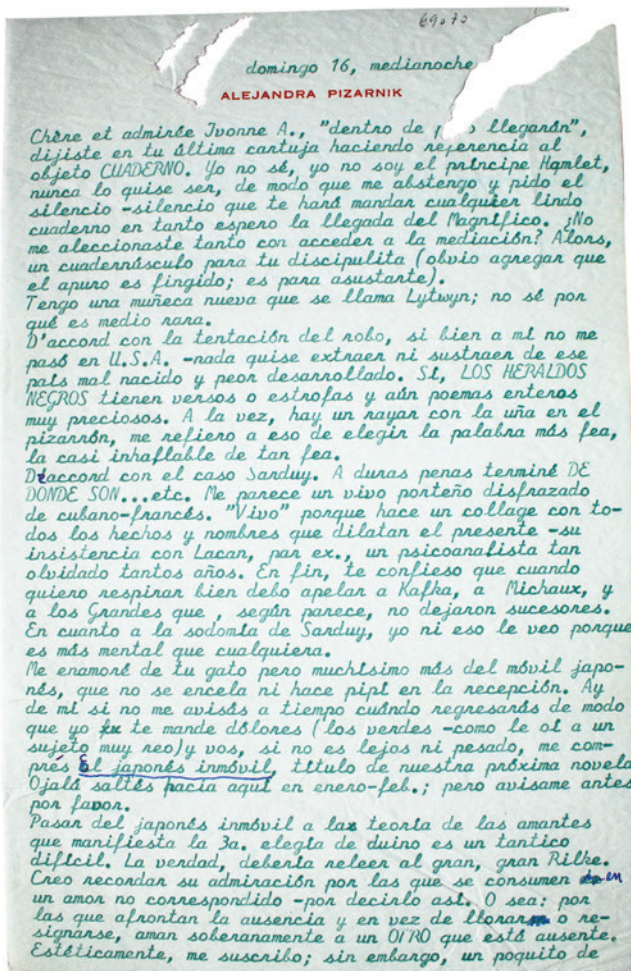 69.70
domingo 16, medianoche
ALEJANDRA PIZARNIK
Chère et admirée Ivonne A., "dentro de llegarán",
dijiste en tu última cartuja haciendo referencia al
objeto CUADERNO. Yo no sé, yo no soy el príncipe Hamlet,
nunca lo quise ser, de modo que me abstengo y pido el
silencio -silencio que te hará mandar cualquier lindo
cuaderno en tanto espero la llegada del Magnífico. ¿No
me aleccionaste tanto con acceder a la mediación? Alors,
un cuadernúsculo para tu discipulita (obvio agregar que
el apuro es fingido; es para asustarte).
Tengo una muñeca nueva que se llama Lytwyn; no sé por
qué es medio rara.
D'accord con la tentación del robo, si bien a mí no me
pasó en U.S.A. -nada quise extraer ni sustraer de ese
país mal nacido y peor desarrollado. Sí, LOS HERALDOS
NEGROS tienen versos o estrofas y aún poemas enteros
muy preciosos. A la vez, hay un rayar con la uña en el
pizarrón, me refiero a eso de elegir la palabra más fea,
la casi inhallable de tan fea.
D'accord con el caso Sarduy. A duras penas terminé DE
DONDE SON...etc. Me parece un vivo porteño disfrazado
de cubano-francés. "Vivo" porque hace un collage con to-
dos los hechos y nombres que dilatan el presente -su
insistencia con Lacan, par ex., un psicoanalista tan
olvidado tantos años. En fin, te confieso que cuando
quiero respirar bien debo apelar a Kafka, a Michaux, y
a los Grandes que , según parece, no dejaron sucesores.
En cuanto a la sodomía de Sarduy, yo ni eso le veo porque
es más mental que cualquiera.
Me enamoré de tu gato pero muchísimo más del móvil japo-
nés, que no se encela ni hace pipí en la recepción. Ay
de mí si no me avisás a tiempo cuándo regresarás de modo
que yo te mande dólores (los verdes -como le oí a un
sujeto muy reo)y vos, si no es lejos ni pesado, me com-
prés El japonés inmóvil, título de nuestra próxima novela
Ojalá saltés hacia aquí en enero-feb.; pero avisame antes
por favor.
Pasar del japonés inmóvil a la teoría de las amantes
que manifiesta la 3a. elegía de duino es un tantico
difícil. La verdad, debería releer al gran, gran Rilke.
Creo recordar su admiración por las que se consumen en
un amor no correspondido -por decirlo así. O sea: por
las que afrontan la ausencia y en vez de llorar o re-
signarse, aman soberanamente a un OTRO que está ausente.
Estéticamente, me suscribo; sin embargo, un poquito de